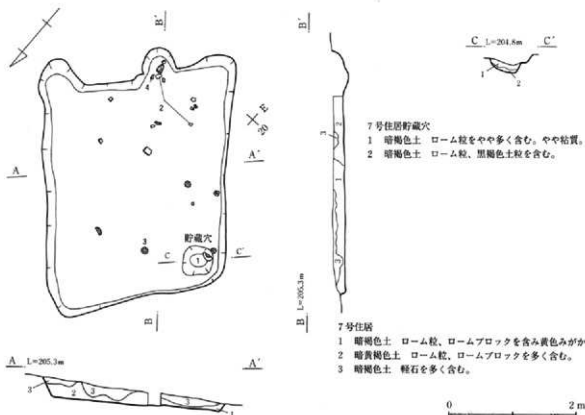 B'
C L=204.8m C'
1
2
4
2
E
20
7号住居貯蔵穴
1 暗褐色土 ローム粒をやや多く含む。やや粘質。
2 暗褐色土 ローム粒、黒褐色土粒を含む。
A
A'
3
2
1
3
貯蔵穴
3
C
1
C'
B
B L=205.3m
B'
7号住居
1 暗褐色土 ローム粒、ロームブロックを含み黄色みがか
2 暗黄褐色土 ローム粒、ロームブロックを多く含む。
3 暗褐色土 軽石を多く含む。
A L=205.3m A'
3
2
3
3
1
0
2m